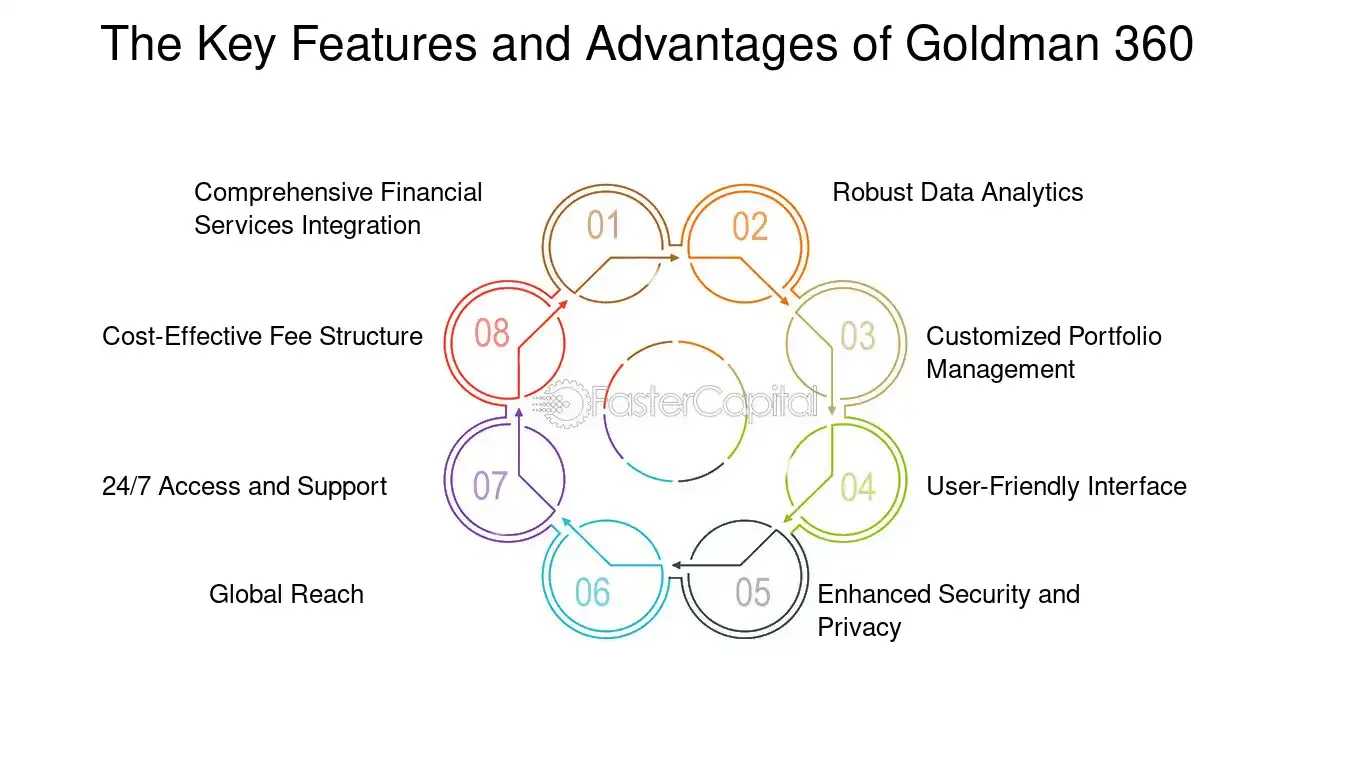 The Key Features and Advantages of Goldman 360
Comprehensive Financial
Services Integration
01
02
Robust Data Analytics
Cost-Effective Fee Structure
08
03
Customized Portfolio
Management
FasterCapital
24/7 Access and Support
07
04
User-Friendly Interface
Global Reach
06
05
Enhanced Security and
Privacy